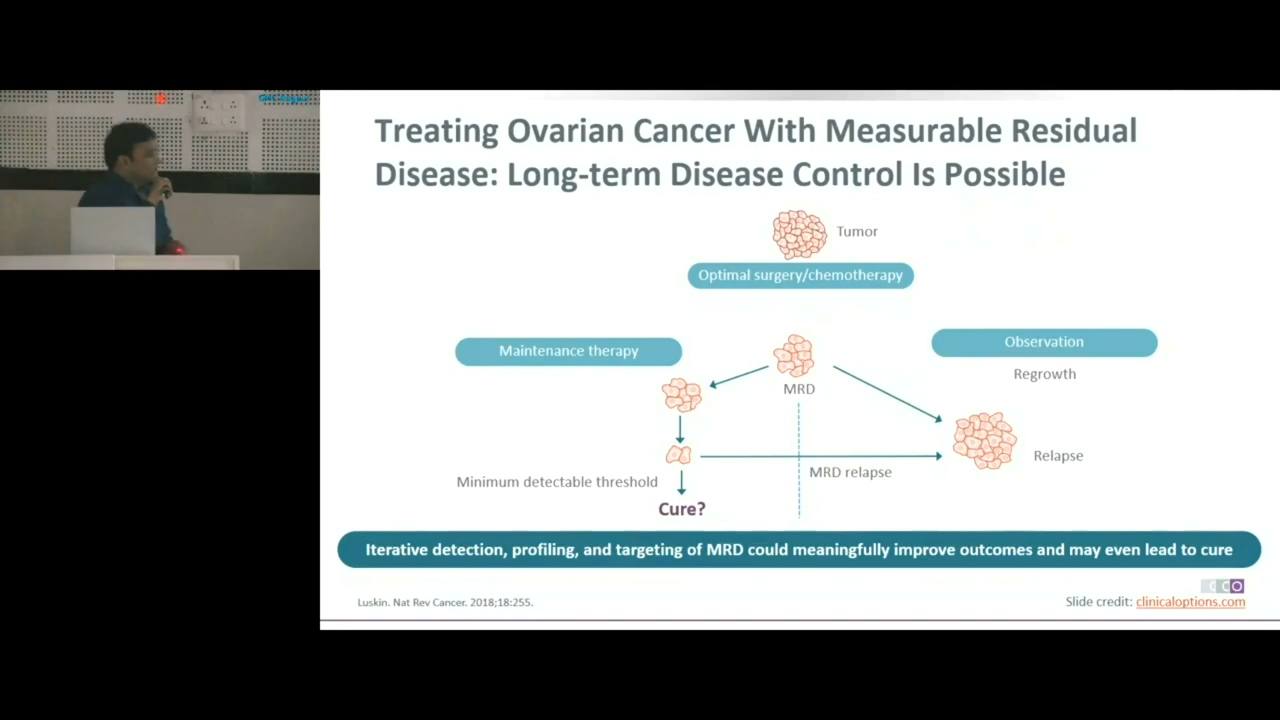 Treating Ovarian Cancer With Measurable Residual
Disease: Long-term Disease Control Is Possible
Tumor
Optimal surgery/chemotherapy
Maintenance therapy
Observation
Regrowth
MRD
Relapse
MRD relapse
Minimum detectable threshold
Cure?
Iterative detection, profiling, and targeting of MRD could meaningfully improve outcomes and may even lead to cure
CCO
Luskin. Nat Rev Cancer. 2018;18:255.
Slide credit: clinicaloptions.com